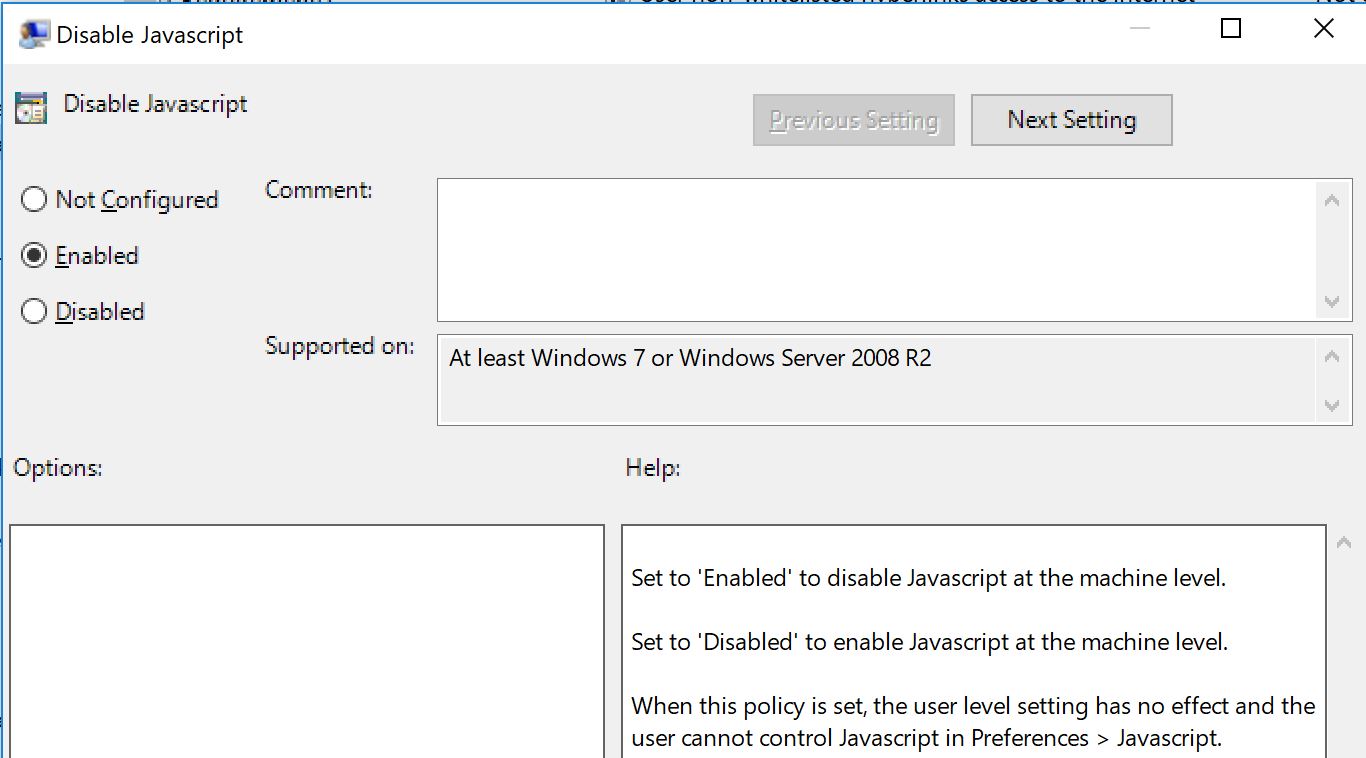 Disable Javascript
Disable Javascript
Previous Setting
Next Setting
Not Configured
Comment:
Enabled
Disabled
Supported on:
At least Windows 7 or Windows Server 2008 R2
Options:
Help:
Set to 'Enabled' to disable Javascript at the machine level.
Set to 'Disabled' to enable Javascript at the machine level.
When this policy is set, the user level setting has no effect and the
user cannot control Javascript in Preferences > Javascript.